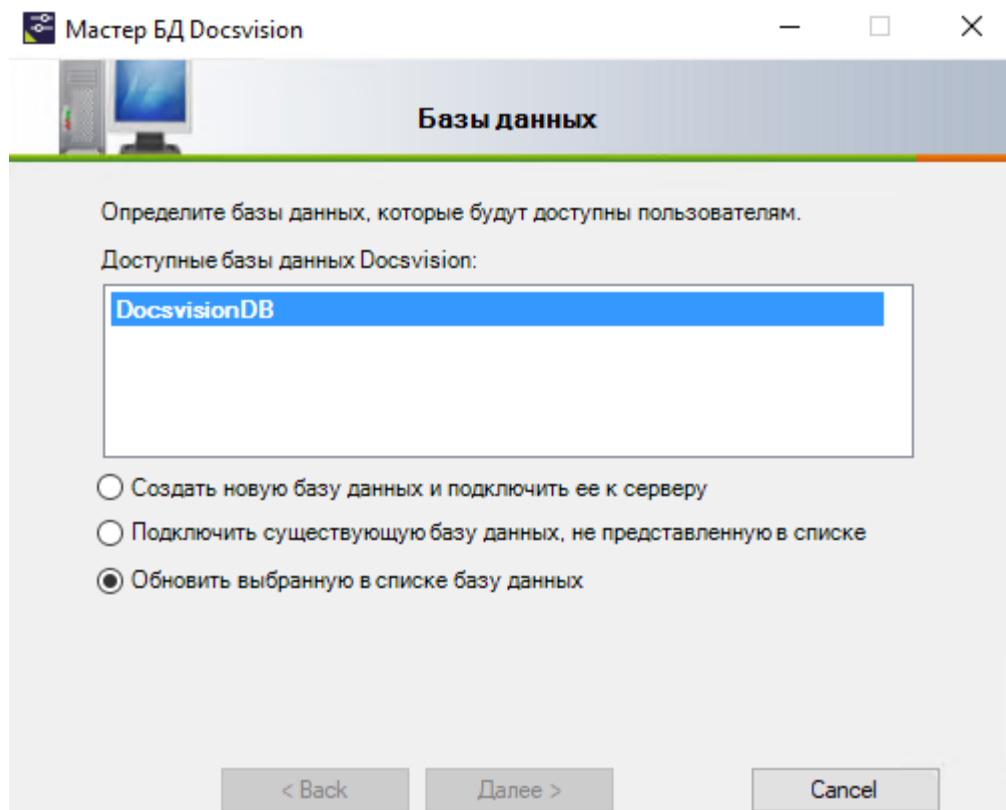 Мастер БД Docsvision
Базы данных
Определите базы данных, которые будут доступны пользователям.
Доступные базы данных Docsvision:
DocsvisionDB
Создать новую базу данных и подключить ее к серверу
Подключить существующую базу данных, не представленную в списке
Обновить выбранную в списке базу данных
< Back
Далее >
Cancel